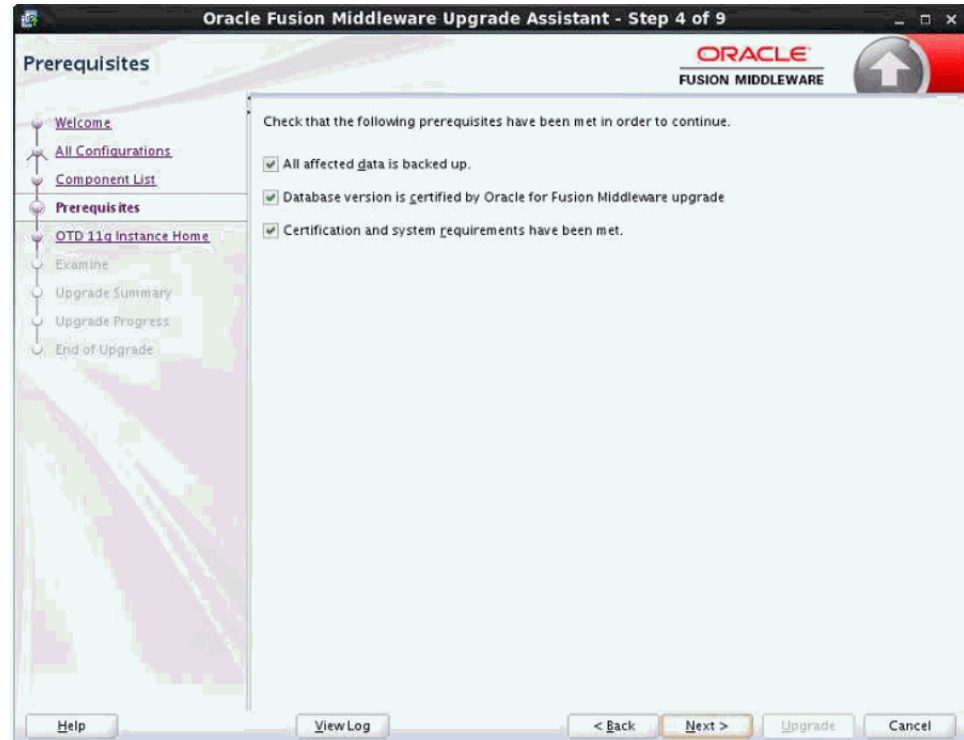 Oracle Fusion Middleware Upgrade Assistant - Step 4 of 9
Prerequisites
ORACLE
FUSION MIDDLEWARE
Welcome
All Configurations
Component List
Prerequisites
OTD 11g Instance Home
Examine
Upgrade Summary
Upgrade Progress
End of Upgrade
Check that the following prerequisites have been met in order to continue.
All affected data is backed up.
Database version is certified by Oracle for Fusion Middleware upgrade
Certification and system requirements have been met.
Help
View Log
< Back
Next >
Upgrade
Cancel